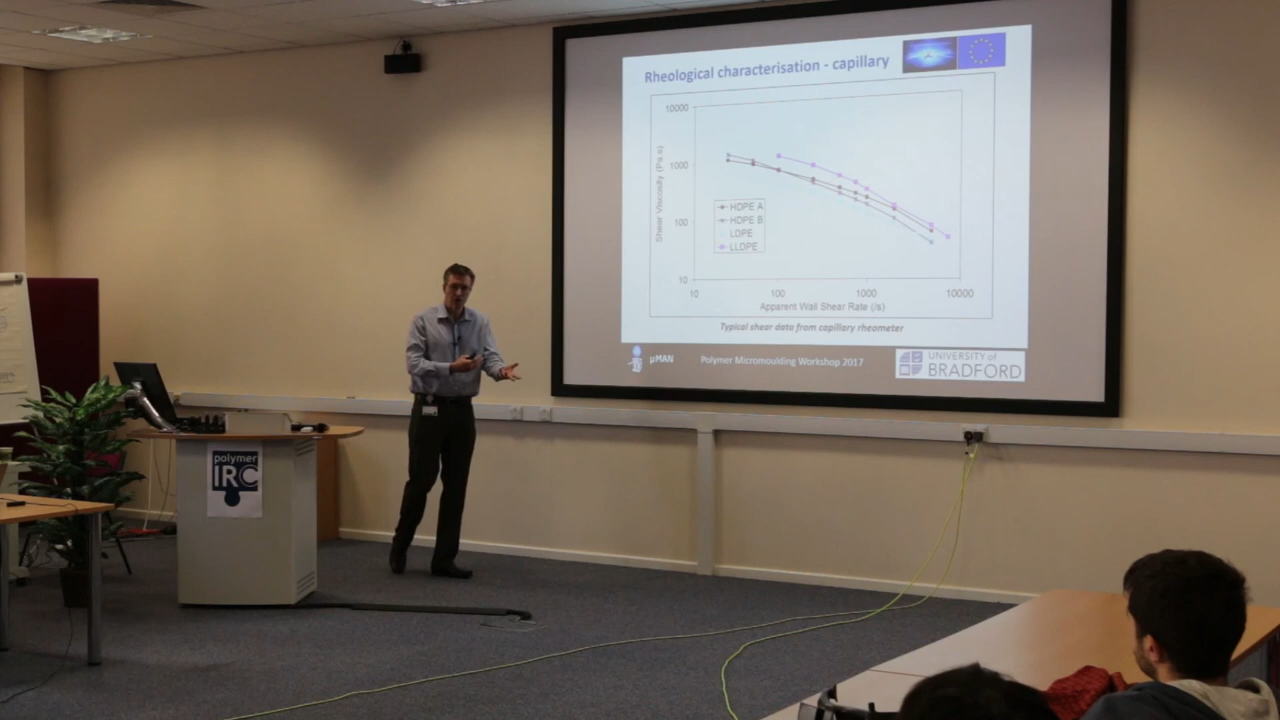 Rheological characterisation - capillary
10000
1000
100
10
Shear Viscosity (Pa.s)
HDPE A
HDPE B
LDPE
LLDPE
10
100
1000
10000
Apparent Wall Shear Rate (/s)
Typical shear data from capillary rheometer
µMAN
Polymer Micromoulding Workshop 2017
UNIVERSITY of
BRADFORD
polymer
IRC